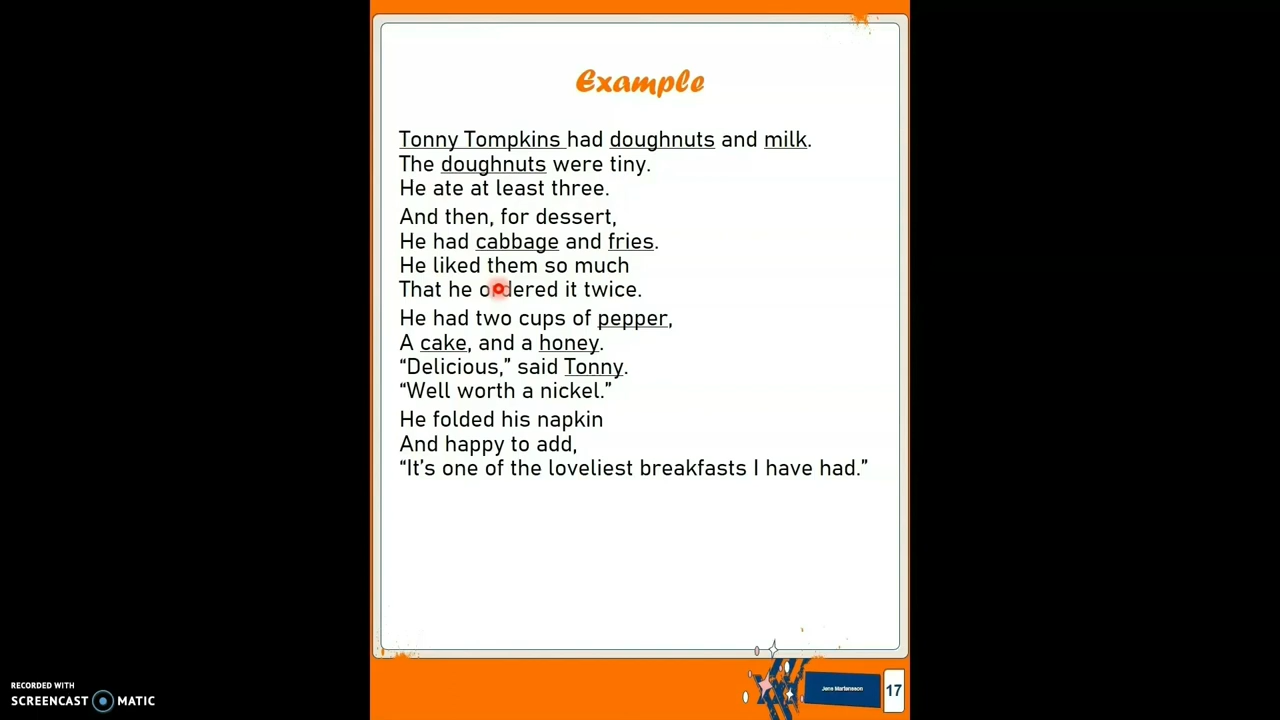 Example
Tonny Tompkins had doughnuts and milk.
The doughnuts were tiny.
He ate at least three.
And then, for dessert,
He had cabbage and fries.
He liked them so much
That he ordered it twice.
He had two cups of pepper,
A cake, and a honey.
“Delicious,” said Tonny.
“Well worth a nickel.”
He folded his napkin
And happy to add,
“It's one of the loveliest breakfasts I have had.”
Jens Martensson
17
RECORDED WITH
SCREENCAST MATIC